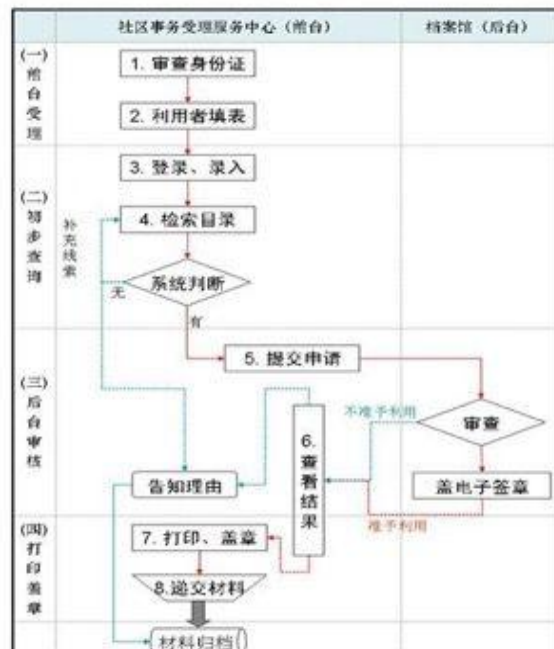 社区事务受理服务中心（前台）
档案馆（后台）
(一)前台受理
1. 审查身份证
2. 利用者填表
(二)初步查询
3. 登录、录入
补充线索
4. 检索目录
系统判断
无
有
(三)后台审核
5. 提交申请
不准予利用
审查
6.查看结果
告知理由
盖电子签章
准予利用
(四)打印盖章
7. 打印、盖章
8.递交材料
材料归档